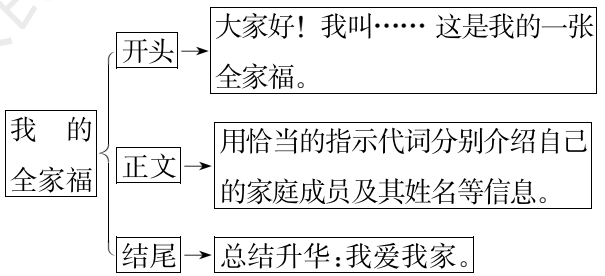 我 的
全家福
开头
大家好！我叫…… 这是我的一张
全家福。
正文
用恰当的指示代词分别介绍自己
的家庭成员及其姓名等信息。
结尾
总结升华：我爱我家。